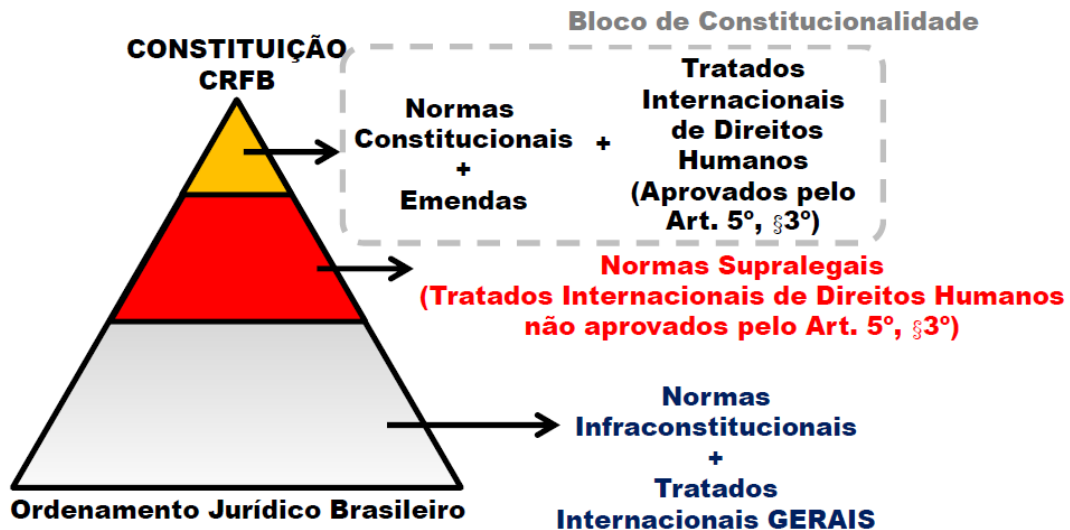 Bloco de Constitucionalidade
CONSTITUIÇÃO
CRFB
Normas
Constitucionais
+
Emendas
+
Tratados
Internacionais
de Direitos
Humanos
(Aprovados pelo
Art. 5º, §3º)
Normas Supralegais
(Tratados Internacionais de Direitos Humanos
não aprovados pelo Art. 5º, §3º)
Normas
Infraconstitucionais
+
Tratados
Internacionais GERAIS
Ordenamento Jurídico Brasileiro